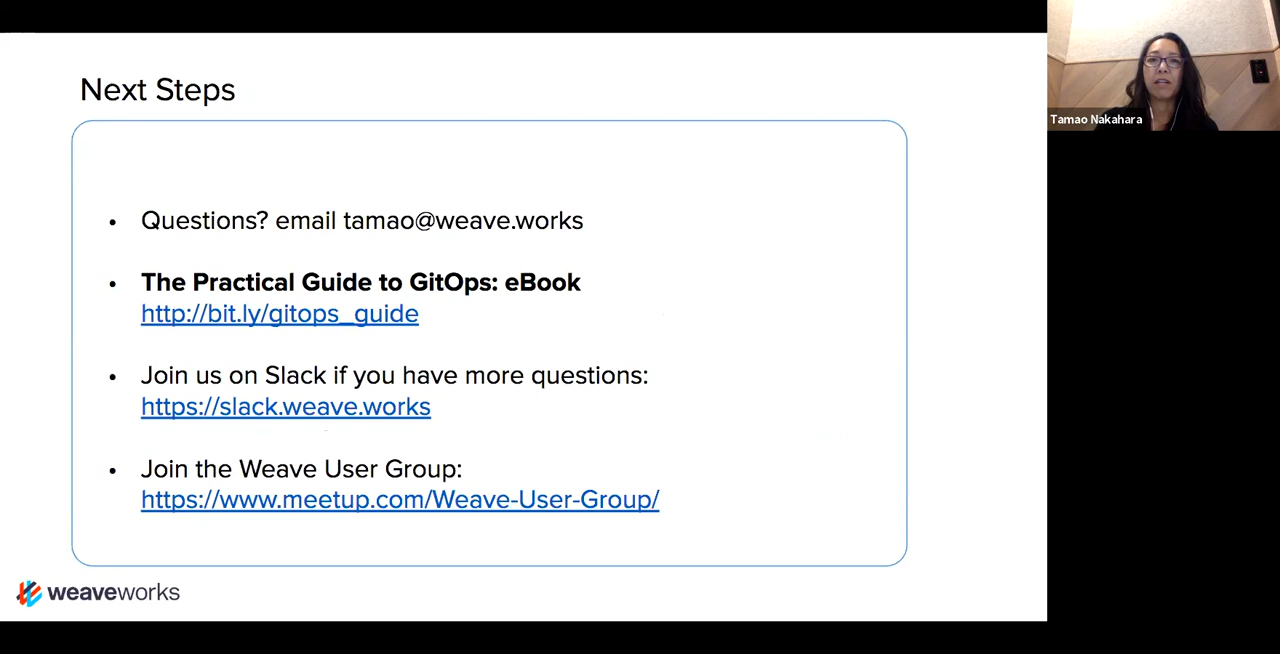 Next Steps
• Questions? email tamao@weave.works
• The Practical Guide to GitOps: eBook
http://bit.ly/gitops_guide
• Join us on Slack if you have more questions:
https://slack.weave.works
• Join the Weave User Group:
https://www.meetup.com/Weave-User-Group/
weaveworks
Tamao Nakahara